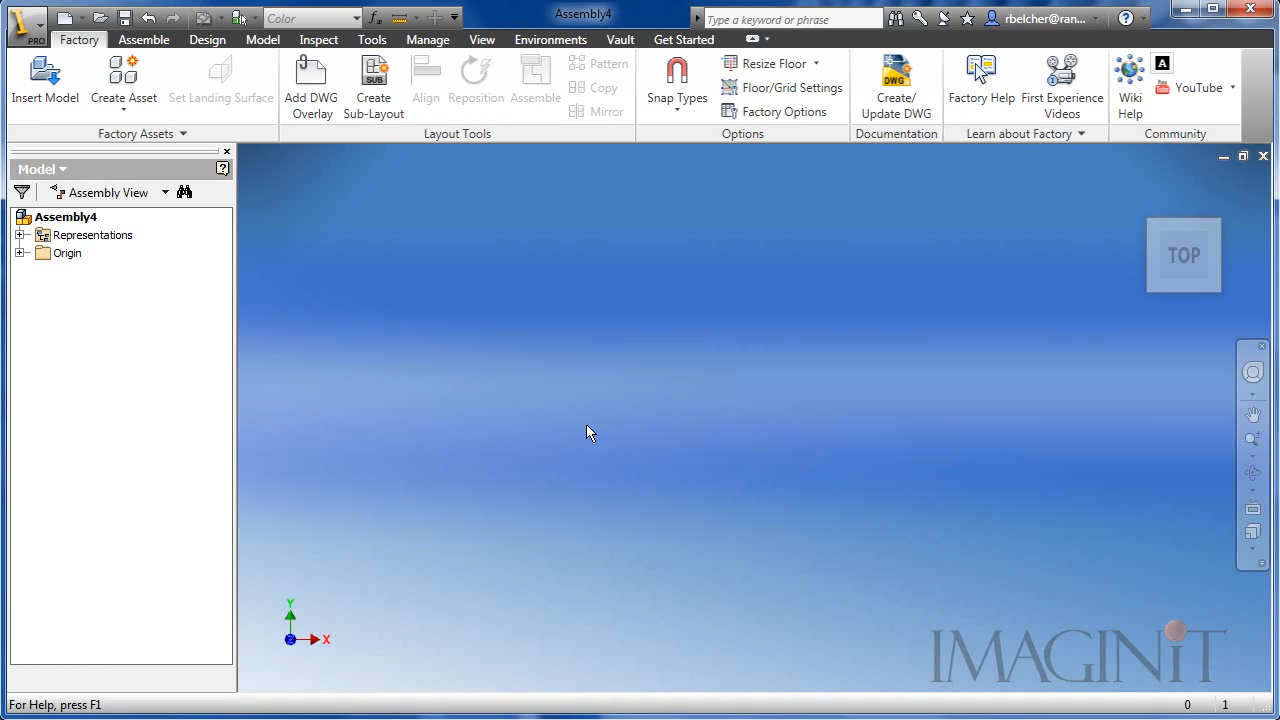 Color
Assembly4
Type a keyword or phrase
rbelcher@ran...
PRO
Factory Assemble Design Model Inspect Tools Manage View Environments Vault Get Started
Insert Model
Create Asset
Set Landing Surface
Factory Assets
Add DWG Overlay
SUB
Create Sub-Layout
Align
Reposition
Assemble
Pattern
Copy
Mirror
Layout Tools
Snap Types
Resize Floor
Floor/Grid Settings
Factory Options
Options
DWG
Create/ Update DWG
Documentation
Factory Help
First Experience Videos
Learn about Factory
Wiki Help
A
You Tube
YouTube
Community
Model
Assembly View
Assembly4
Representations
Origin
TOP
Y
Z
X
IMAGINiT
For Help, press F1
0 1